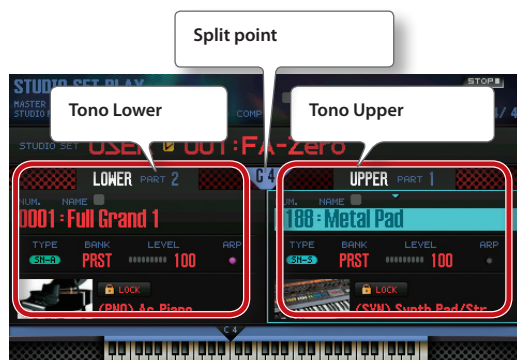 Split point
STUDIO SET PLAY
STOP
MASTER
STUDIO
COMP
4/ 4
Tono Lower
Tono Upper
STUDIO SET USER 001:FA-Zero
LOWER PART 2
C4
UPPER PART 1
NUM. NAME
0001:Full Grand 1
NUM. NAME
188:Metal Pad
TYPE BANK LEVEL ARP
SN-A PRST 100
TYPE BANK LEVEL ARP
SN-S PRST 100
LOCK
(PNO) Ac.Piano
LOCK
(SYN) Synth Pad/Str
C 4